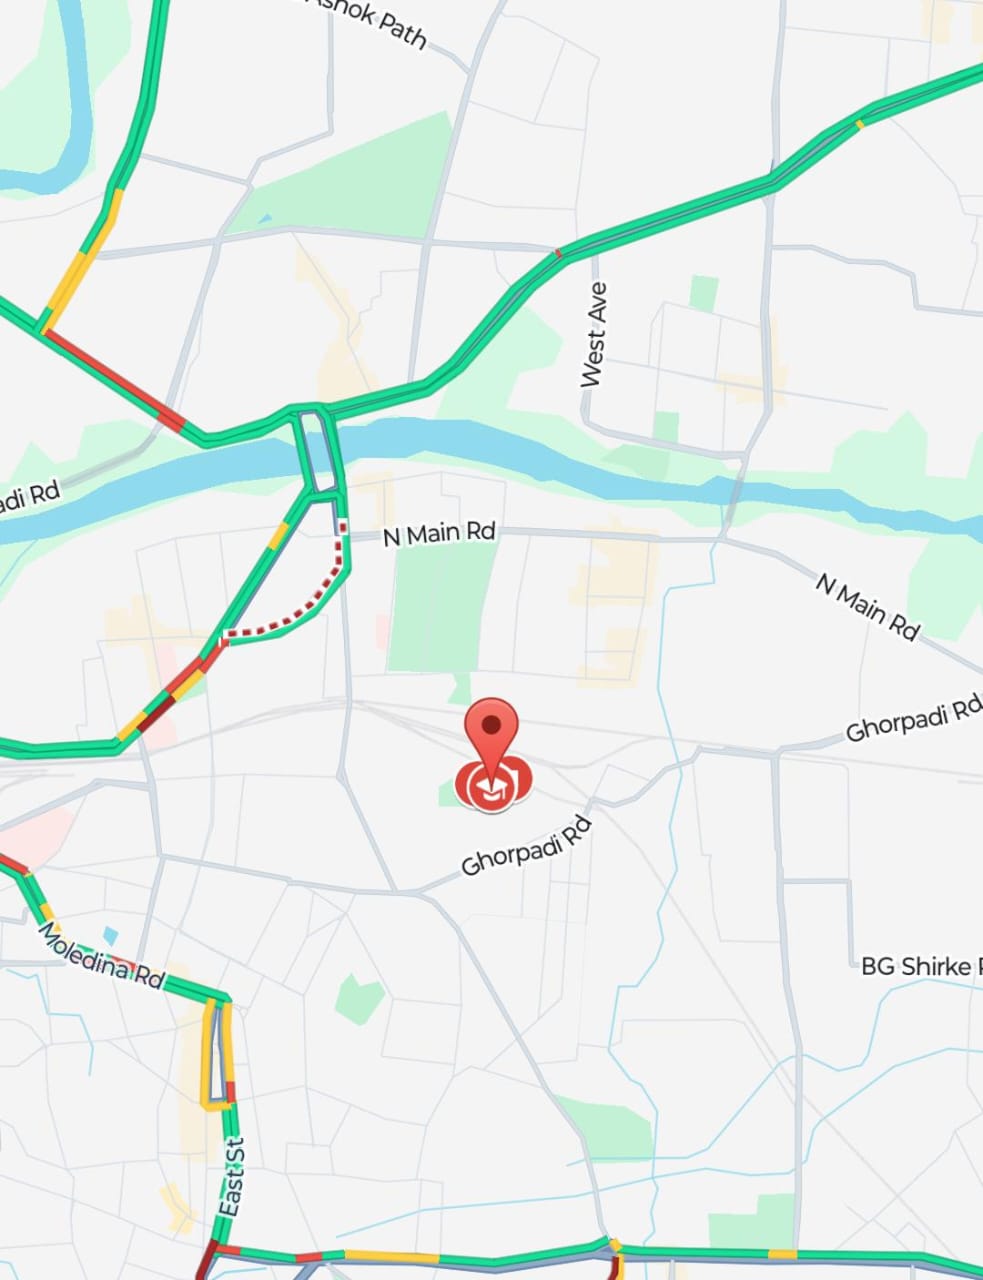 Ashok Path
West Ave
adi Rd
N Main Rd
N Main Rd
Ghorpadi Rd
Ghorpadi Rd
Moledina Rd
BG Shirke
East St